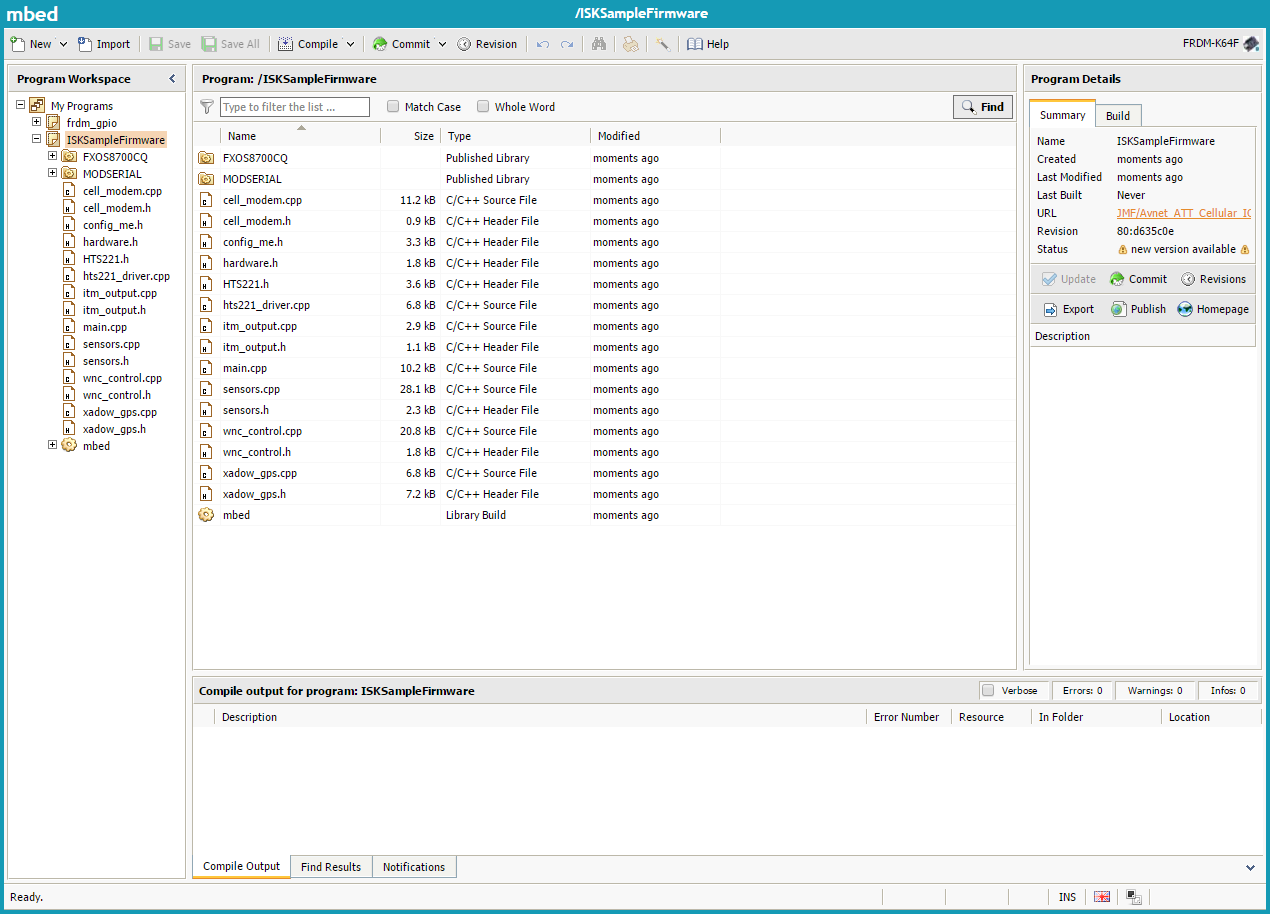 mbed
/ISKSampleFirmware
New Import Save Save All Compile Commit Revision Help FRDM-K64F
Program Workspace
My Programs
frdm_gpio
ISKSampleFirmware
FXOS8700CQ
MODSERIAL
cell_modem.cpp
cell_modem.h
config_me.h
hardware.h
HTS221.h
hts221_driver.cpp
itm_output.cpp
itm_output.h
main.cpp
sensors.cpp
sensors.h
wnc_control.cpp
wnc_control.h
xadow_gps.cpp
xadow_gps.h
mbed
Program: /ISKSampleFirmware
Type to filter the list ... Match Case Whole Word Find
Name Size Type Modified
FXOS8700CQ Published Library moments ago
MODSERIAL Published Library moments ago
cell_modem.cpp 11.2 kB C/C++ Source File moments ago
cell_modem.h 0.9 kB C/C++ Header File moments ago
config_me.h 3.3 kB C/C++ Header File moments ago
hardware.h 1.8 kB C/C++ Header File moments ago
HTS221.h 3.6 kB C/C++ Header File moments ago
hts221_driver.cpp 6.8 kB C/C++ Source File moments ago
itm_output.cpp 2.9 kB C/C++ Source File moments ago
itm_output.h 1.1 kB C/C++ Header File moments ago
main.cpp 10.2 kB C/C++ Source File moments ago
sensors.cpp 28.1 kB C/C++ Source File moments ago
sensors.h 2.3 kB C/C++ Header File moments ago
wnc_control.cpp 20.8 kB C/C++ Source File moments ago
wnc_control.h 1.8 kB C/C++ Header File moments ago
xadow_gps.cpp 6.8 kB C/C++ Source File moments ago
xadow_gps.h 7.2 kB C/C++ Header File moments ago
mbed Library Build moments ago
Program Details
Summary Build
Name ISKSampleFirmware
Created moments ago
Last Modified moments ago
Last Built Never
URL JMF/Avnet_ATT_Cellular_IO
Revision 80:d635c0e
Status new version available
Update Commit Revisions
Export Publish Homepage
Description
Compile output for program: ISKSampleFirmware Verbose Errors: 0 Warnings: 0 Infos: 0
Description Error Number Resource In Folder Location
Compile Output Find Results Notifications
Ready. INS